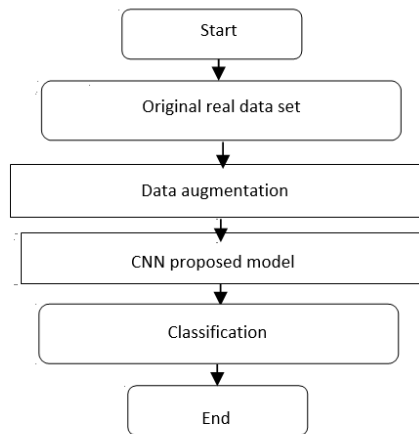 Start
Original real data set
Data augmentation
CNN proposed model
Classification
End